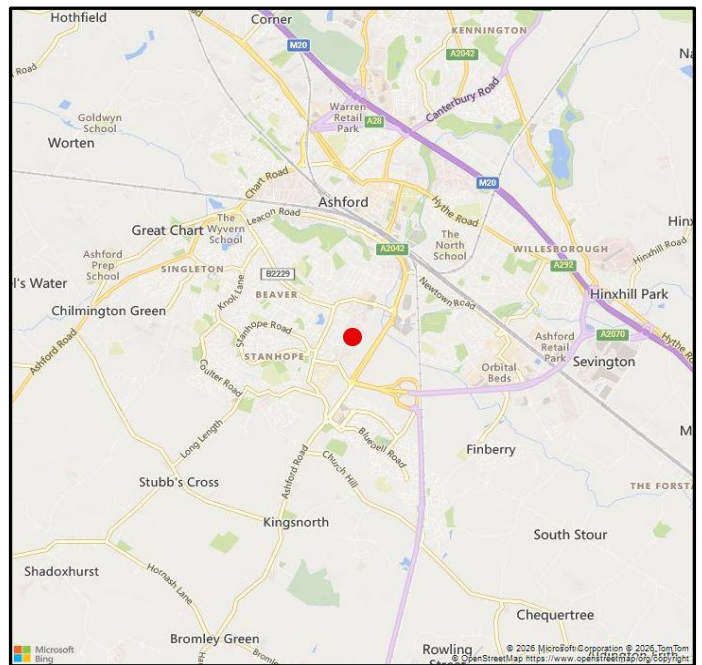 Hothfield
Corner
M20
KENNINGTON
A2042
Na
Road
Warren
Retail
Park
A28
Canterbury Road
Goldwyn
School
Worten
Chart Road
M20
Ashford
Hythe Road
Leacon Road
Great Chart
The
Wyvern
School
A2042
The
North
School
Hinx
WILLESBOROUGH
Hinxhill Road
A292
Ashford
Prep
School
SINGLETON
B2229
l's Water
Knoll Lane
BEAVER
Newtown Road
Hinxhill Park
Chilmington Green
Stanhope Road
A2070
Hythe Ro
Ashford Road
STANHOPE
Ashford
Retail
Park
Sevington
Coulter Road
Orbital
Beds
Long Length
Bluebell Road
M
Ashford Road
Church Hill
Finberry
Stubb's Cross
THE FORSTA
Kingsnorth
South Stour
Shadoxhurst
Hornash Lane
Chequertree
Bromley Green
Rowling
Microsoft
Bing
© 2026 Microsoft Corporation © 2026 TomTom
© OpenStreetMap https://www.openstreetmap.org/copyright